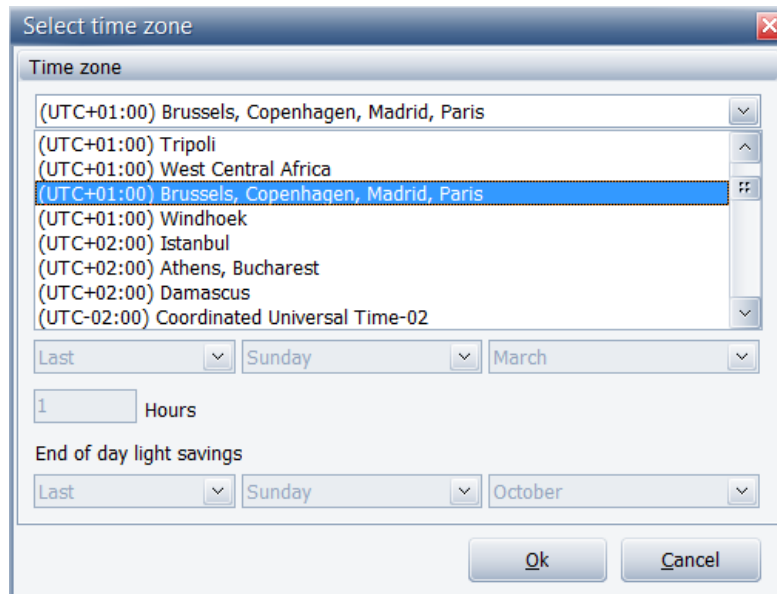 Select time zone
Time zone
(UTC+01:00) Brussels, Copenhagen, Madrid, Paris
(UTC+01:00) Tripoli
(UTC+01:00) West Central Africa
(UTC+01:00) Brussels, Copenhagen, Madrid, Paris
(UTC+01:00) Windhoek
(UTC+02:00) Istanbul
(UTC+02:00) Athens, Bucharest
(UTC+02:00) Damascus
(UTC-02:00) Coordinated Universal Time-02
Last Sunday March
1 Hours
End of day light savings
Last Sunday October
Ok Cancel